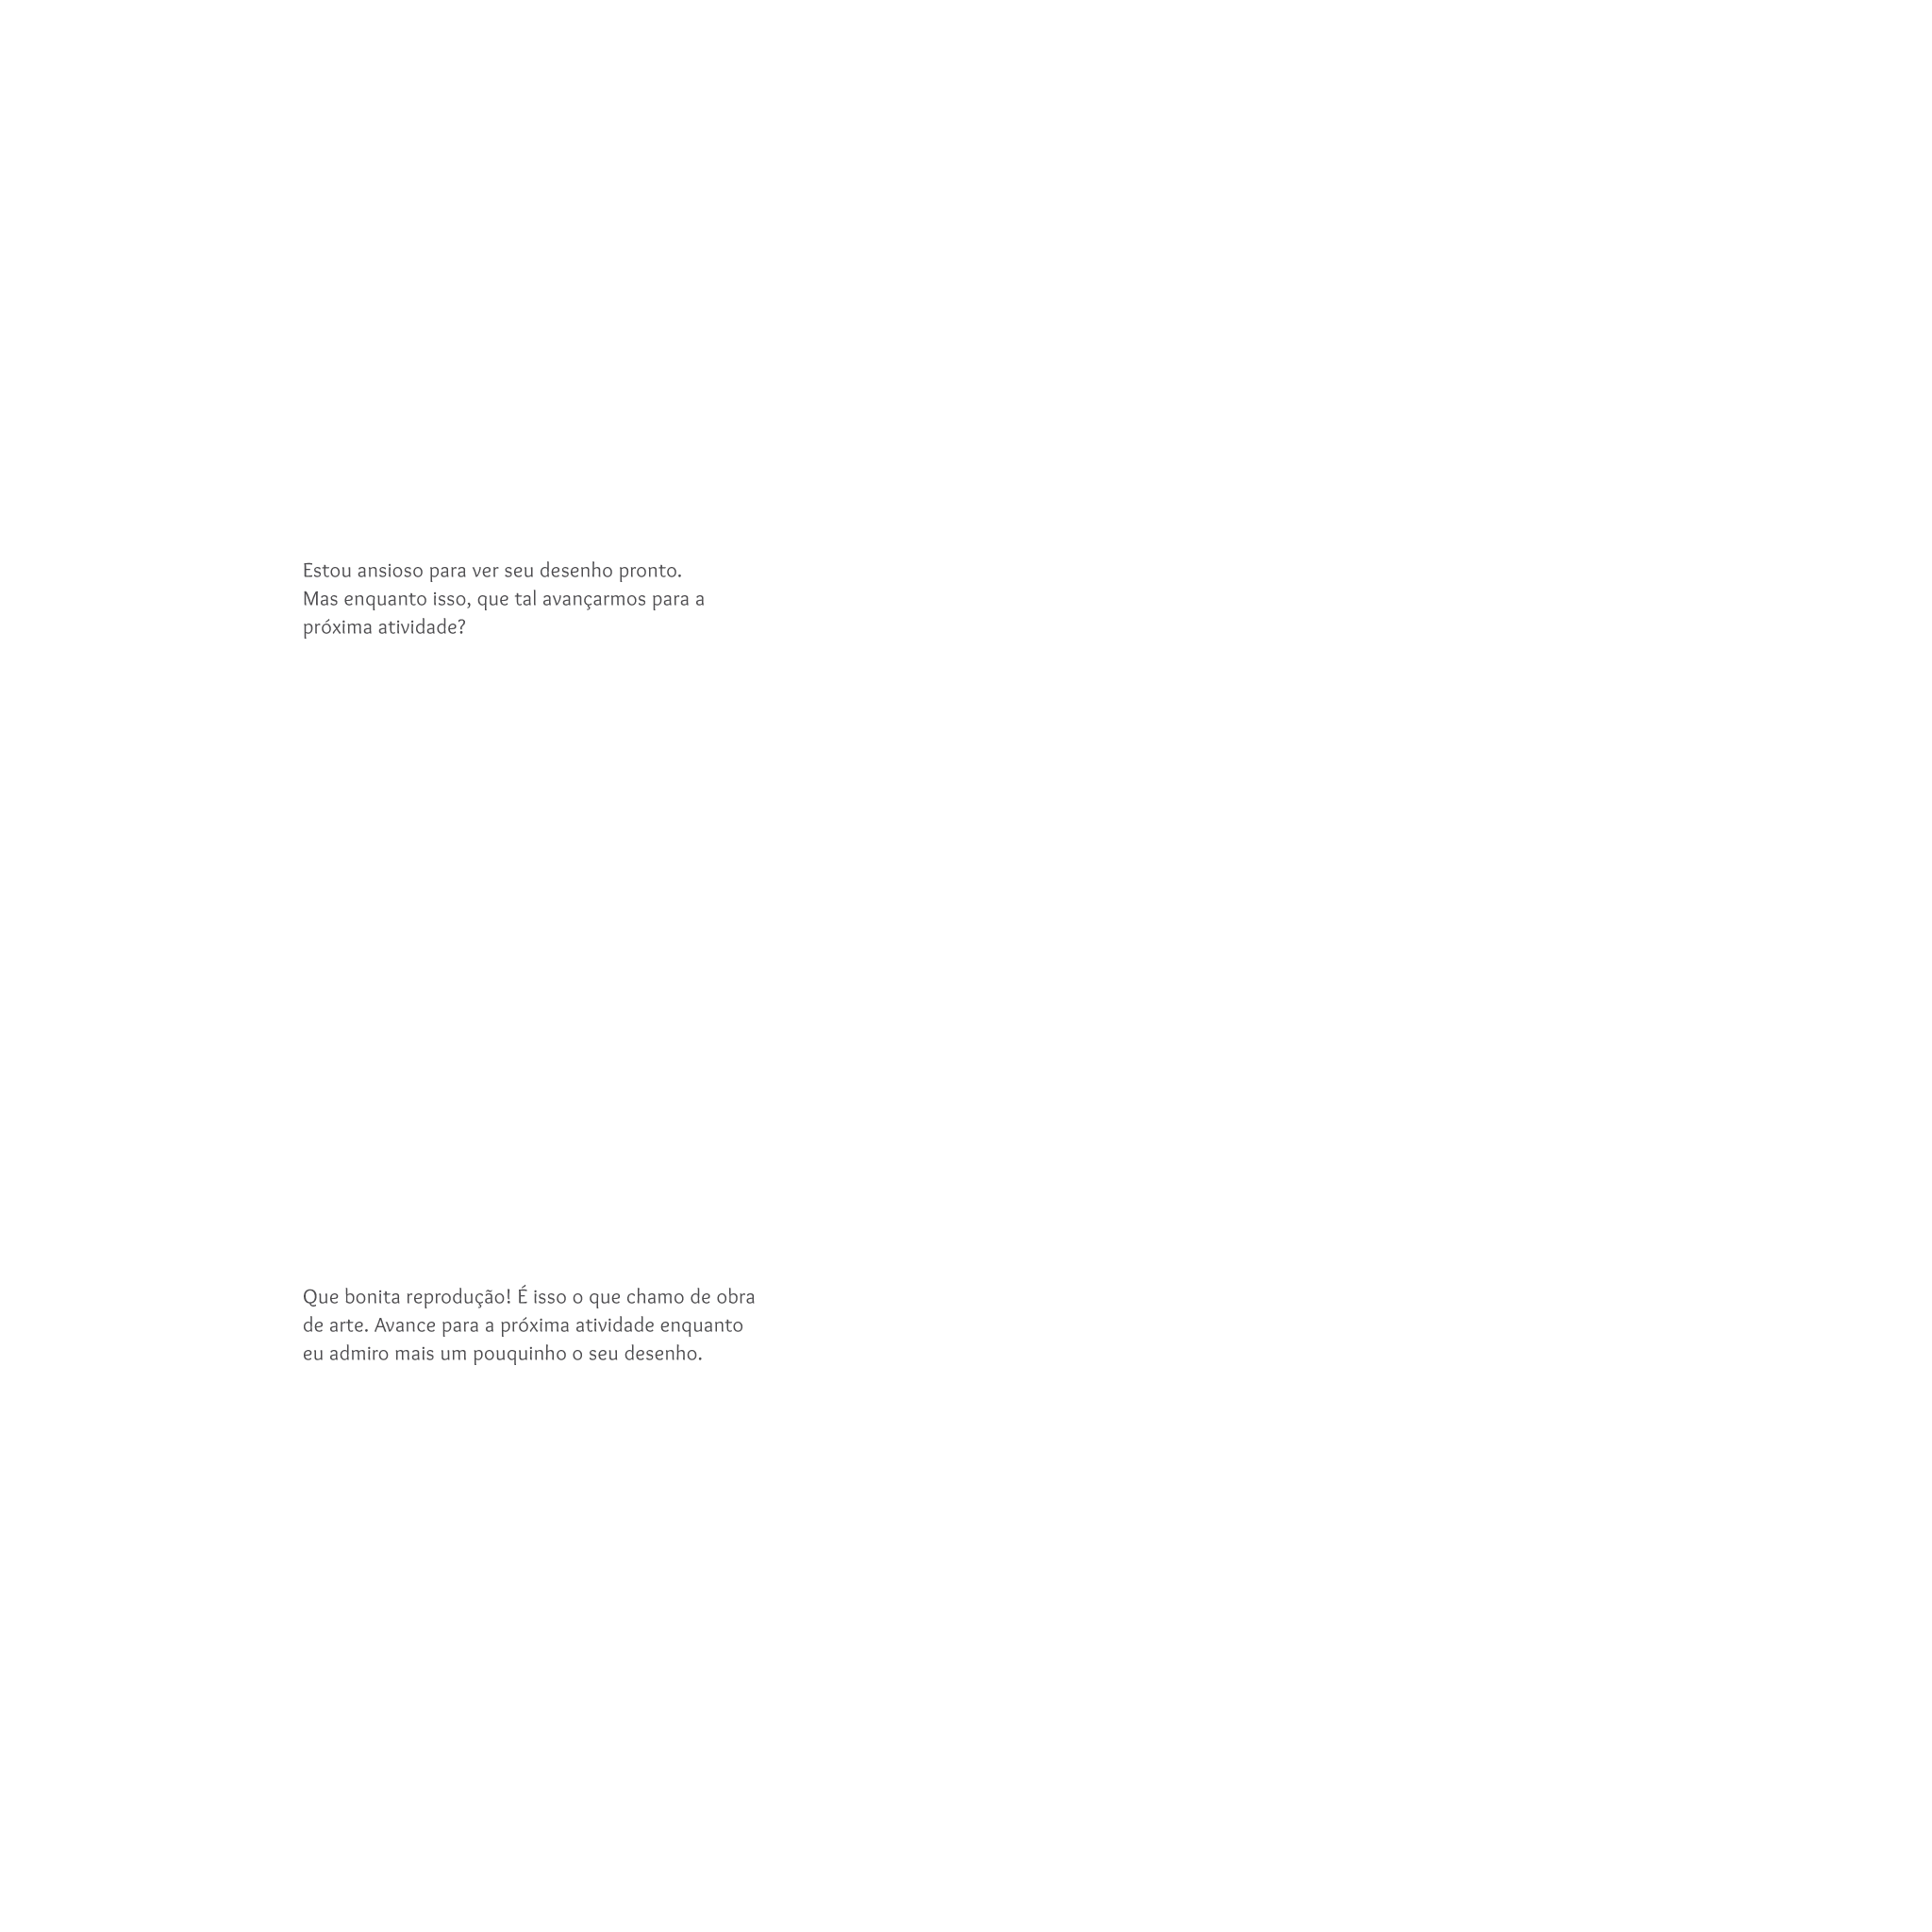 Estou ansioso para ver seu desenho pronto.
Mas enquanto isso, que tal avançarmos para a
próxima atividade?
Que bonita reprodução! É isso o que chamo de obra
de arte. Avance para a próxima atividade enquanto
eu admiro mais um pouquinho o seu desenho.